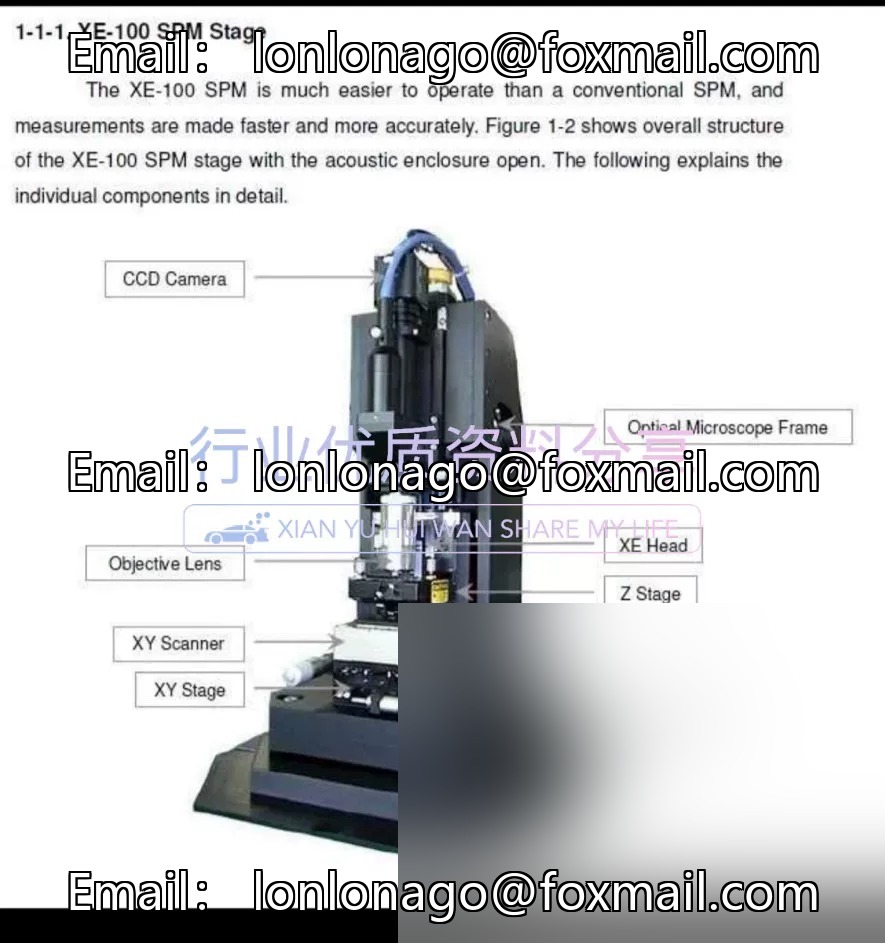 1-1-1. XE-100 SPM Stage
Email： lonlonago@foxmail.com
The XE-100 SPM is much easier to operate than a conventional SPM, and
measurements are made faster and more accurately. Figure 1-2 shows overall structure
of the XE-100 SPM stage with the acoustic enclosure open. The following explains the
individual components in detail.
CCD Camera
Optical Microscope Frame
行业优质资料分享
Email： lonlonago@foxmail.com
XIAN YU HUI WAN SHARE MY LIFE
XE Head
Objective Lens
Z Stage
XY Scanner
XY Stage
Email： lonlonago@foxmail.com